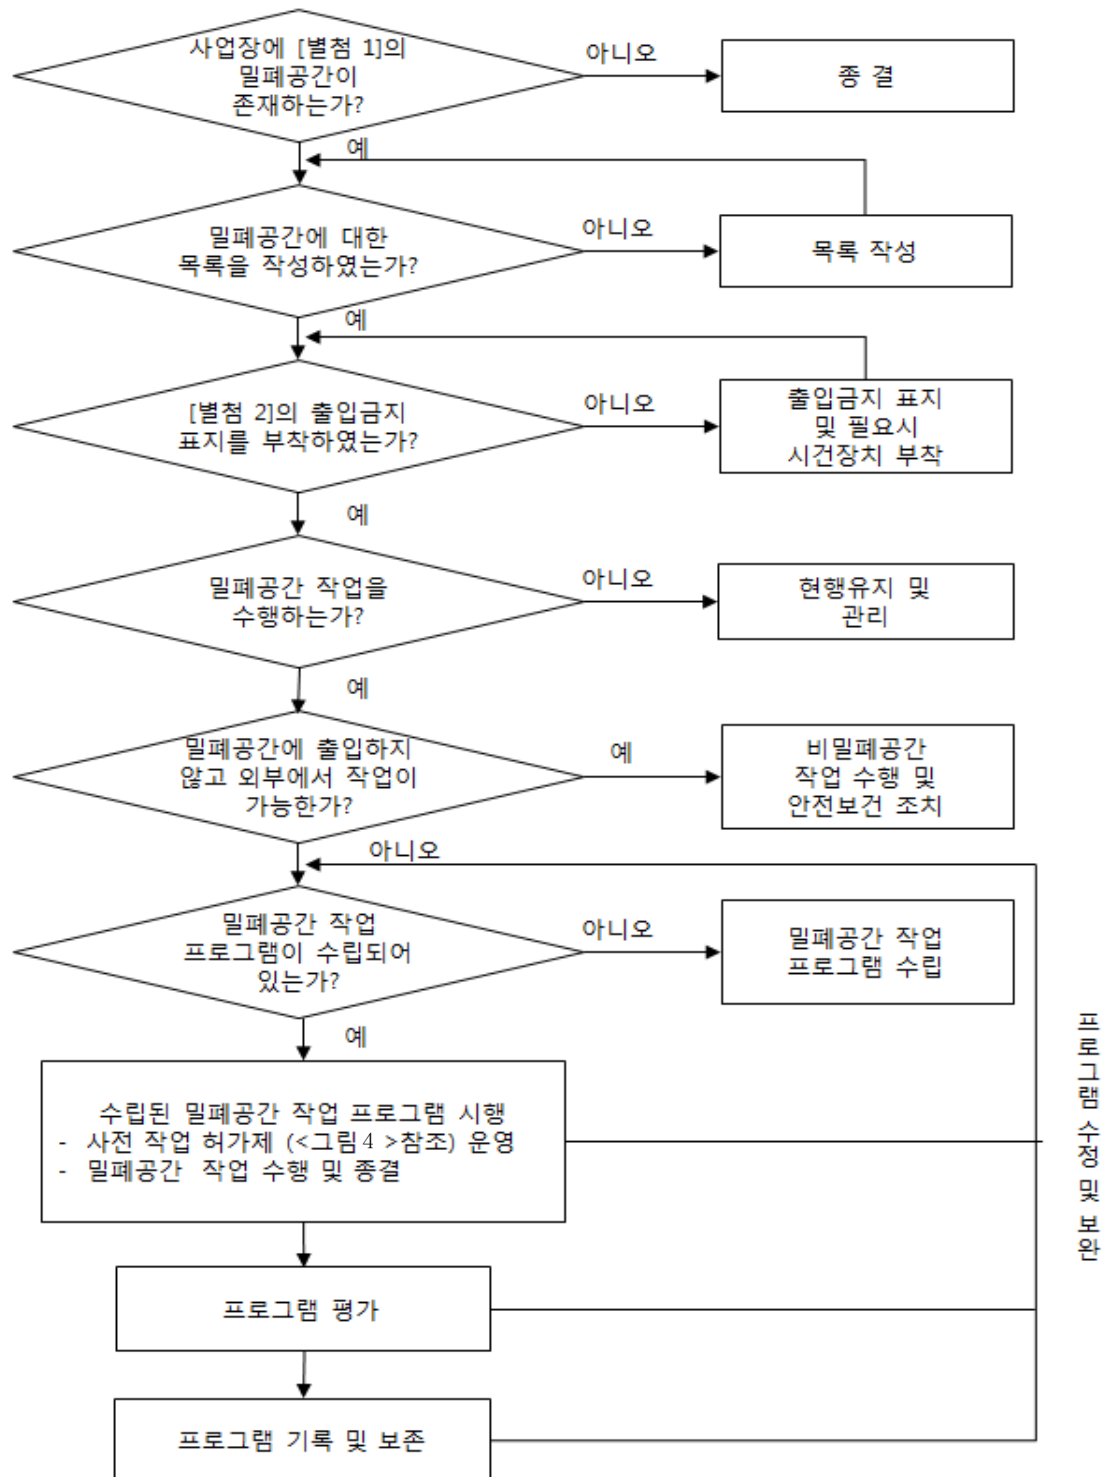 사업장에 [별첨 1]의
밀폐공간이
존재하는가?
아니오
종 결
예
밀폐공간에 대한
목록을 작성하였는가?
아니오
목록 작성
예
[별첨 2]의 출입금지
표지를 부착하였는가?
아니오
출입금지 표지
및 필요시
시건장치 부착
예
밀폐공간 작업을
수행하는가?
아니오
현행유지 및
관리
예
밀폐공간에 출입하지
않고 외부에서 작업이
가능한가?
예
비밀폐공간
작업 수행 및
안전보건 조치
아니오
밀폐공간 작업
프로그램이 수립되어
있는가?
아니오
밀폐공간 작업
프로그램 수립
예
수립된 밀폐공간 작업 프로그램 시행
- 사전 작업 허가제 (<그림4 >참조) 운영
- 밀폐공간 작업 수행 및 종결
프로그램 평가
프로그램 기록 및 보존
프로그램 수정 및 보완